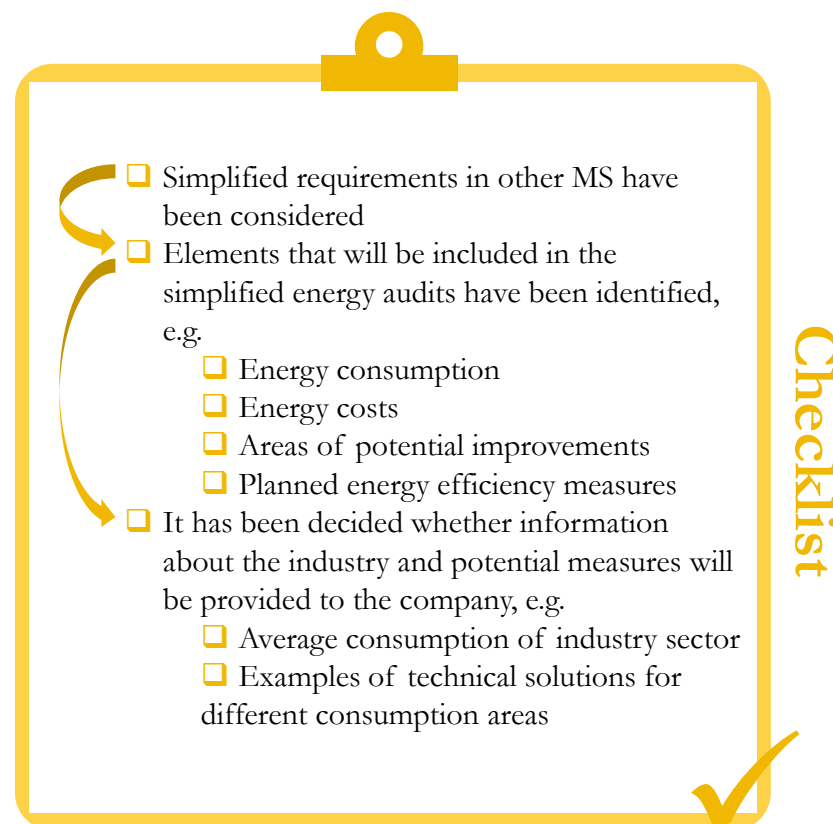 Simplified requirements in other MS have
been considered
Elements that will be included in the
simplified energy audits have been identified,
e.g.
Energy consumption
Energy costs
Areas of potential improvements
Planned energy efficiency measures
It has been decided whether information
about the industry and potential measures will
be provided to the company, e.g.
Average consumption of industry sector
Examples of technical solutions for
different consumption areas
Checklist